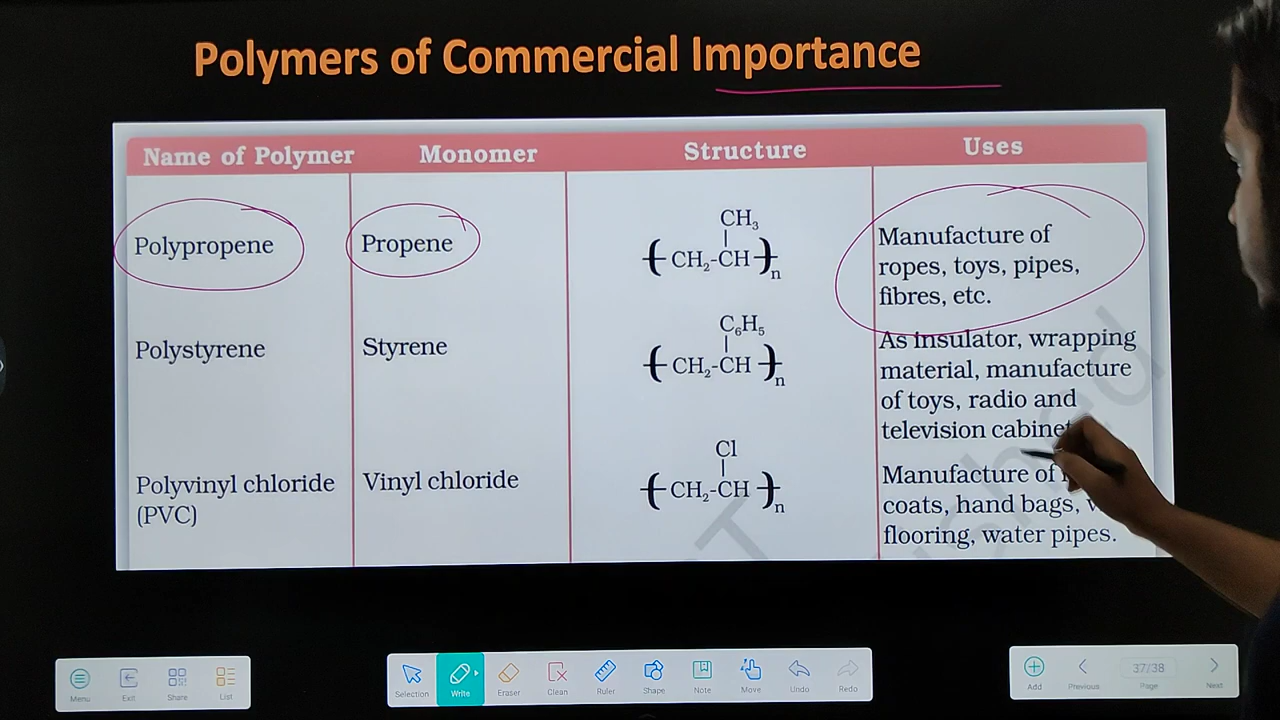 Polymers of Commercial Importance
Name of Polymer Monomer Structure Uses
Polypropene Propene CH₃
(CH₂-CH)n
Manufacture of
ropes, toys, pipes,
fibres, etc.
Polystyrene Styrene C₆H₅
(CH₂-CH)n
As insulator, wrapping
material, manufacture
of toys, radio and
television
Polyvinyl chloride Vinyl chloride Cl
(PVC)
(CH₂-CH)n
Manufacture of
coats, hand bags,
flooring, water pipes.
Menu Exit Share List
Selection Write Eraser Clean Ruler Shape Note Move Undo Redo
Add Previous 37/38 Next
Page